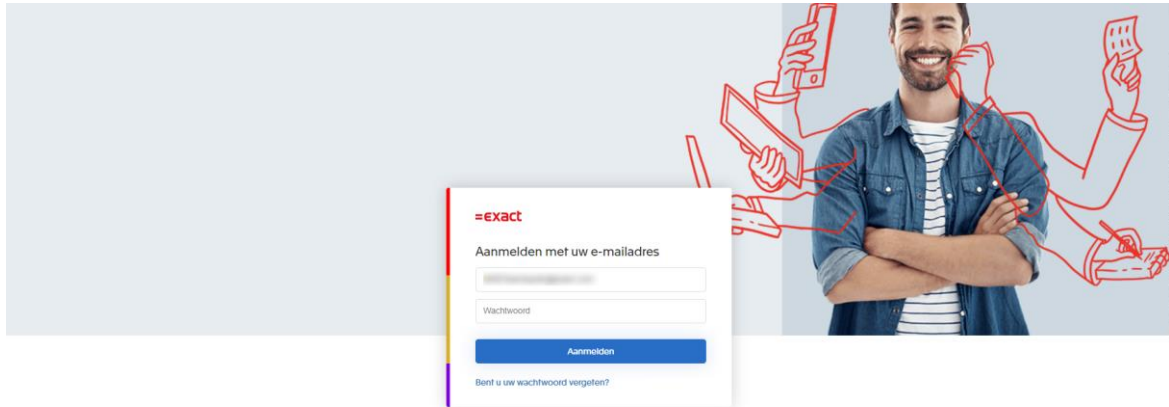 =exact
Aanmelden met uw e-mailadres
Wachtwoord
Aanmelden
Bent u uw wachtwoord vergeten?